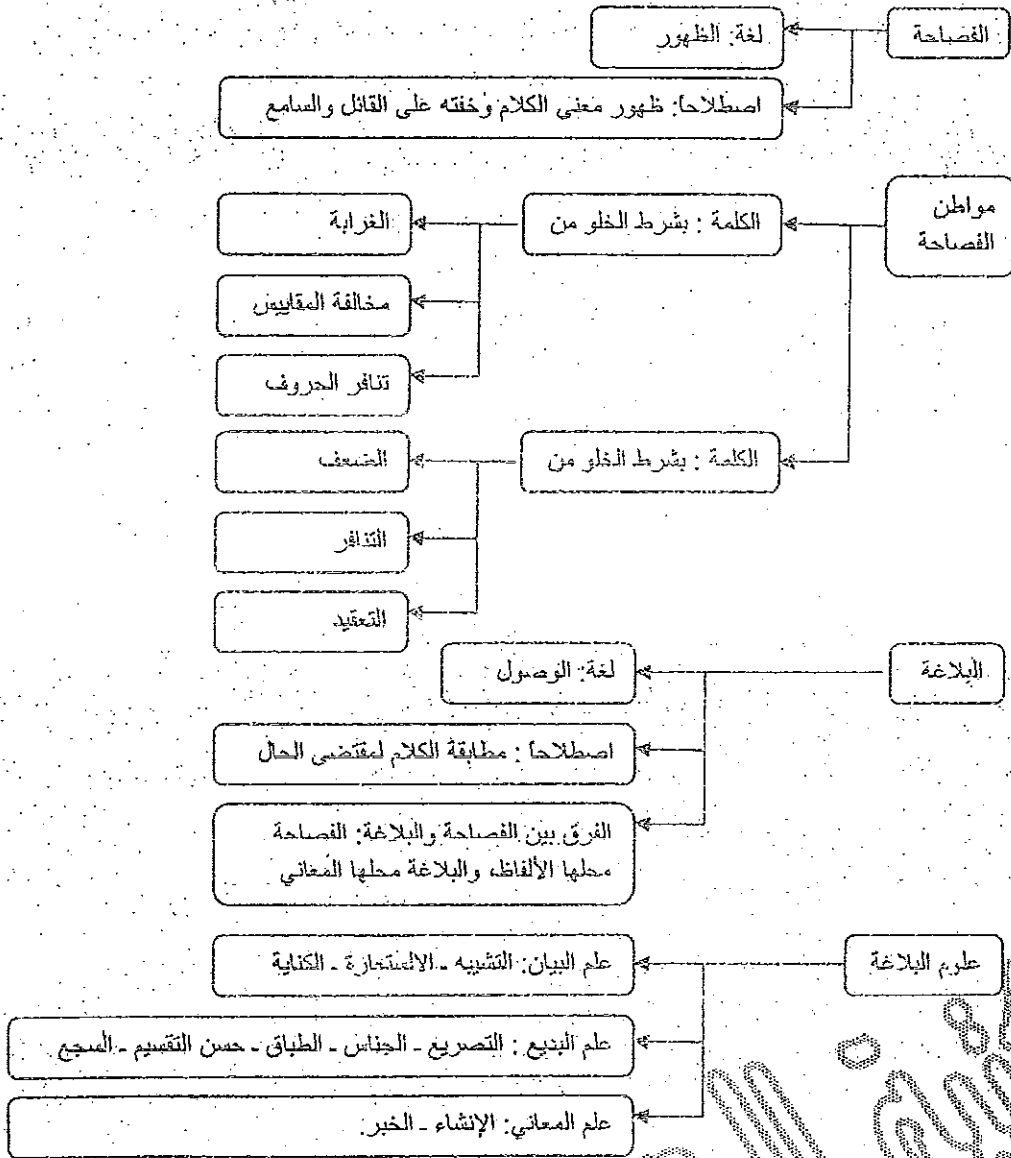 الفصاحة
لغة: الظهور
اصطلاحا: ظهور معنى الكلام وخفته على القائل والسامع
مواطن
الفصاحة
الكلمة : بشرط الخلو من
الغرابة
مخالفة المقاييس
تنافر الحروف
الكلمة : بشرط الخلو من
الضعف
التنافر
التعقيد
البلاغة
لغة: الوصول
اصطلاحا : مطابقة الكلام لمقتضى الحال
الفرق بين الفصاحة والبلاغة: الفصاحة
محلها الألفاظ، والبلاغة محلها المعاني
علوم البلاغة
علم البيان: التشبيه - الاستعارة - الكناية
علم البديع : التصريع - الجناس - الطباق - حسن التقسيم - السجع
علم المعاني: الإنشاء - الخبر.